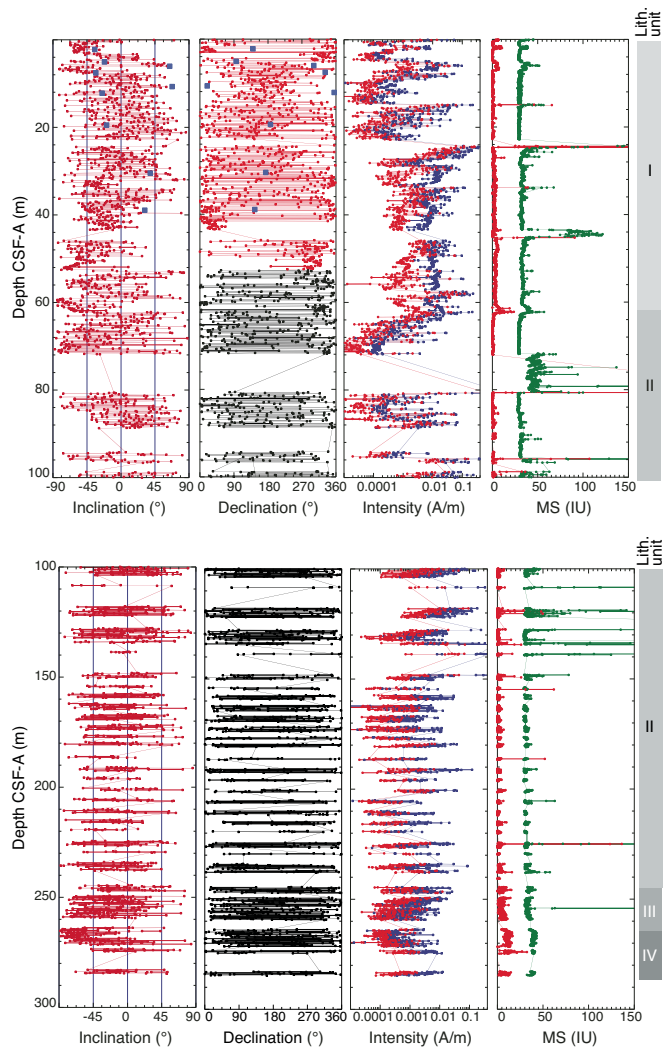 Lith. unit
Depth CSF-A (m)
20
40
60
80
100
-90 -45 0 45 90
0 90 180 270 360
0.0001 0.01 0.1
0 50 100 150
Inclination (°) Declination (°) Intensity (A/m) MS (IU)
I
II
Lith. unit
Depth CSF-A (m)
100
150
200
250
300
-45 0 45 90
0 90 180 270 360
0.0001 0.001 0.01 0.1
0 50 100 150
Inclination (°) Declination (°) Intensity (A/m) MS (IU)
II
III
IV